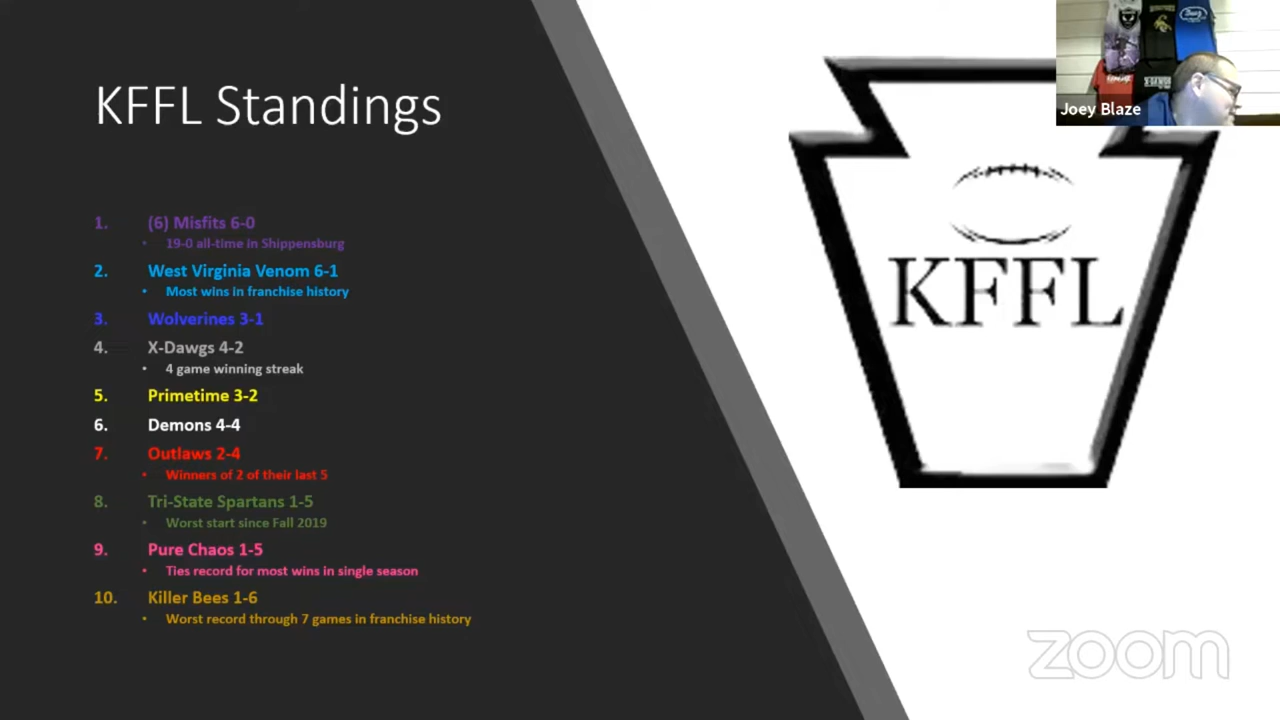 KFFL Standings
1. (6) Misfits 6-0
• 19-0 all-time in Shippensburg
2. West Virginia Venom 6-1
• Most wins in franchise history
3. Wolverines 3-1
4. X-Dawgs 4-2
• 4 game winning streak
5. Primetime 3-2
6. Demons 4-4
7. Outlaws 2-4
• Winners of 2 of their last 5
8. Tri-State Spartans 1-5
• Worst start since Fall 2019
9. Pure Chaos 1-5
• Ties record for most wins in single season
10. Killer Bees 1-6
• Worst record through 7 games in franchise history
KFFL
Joey Blaze
zoom